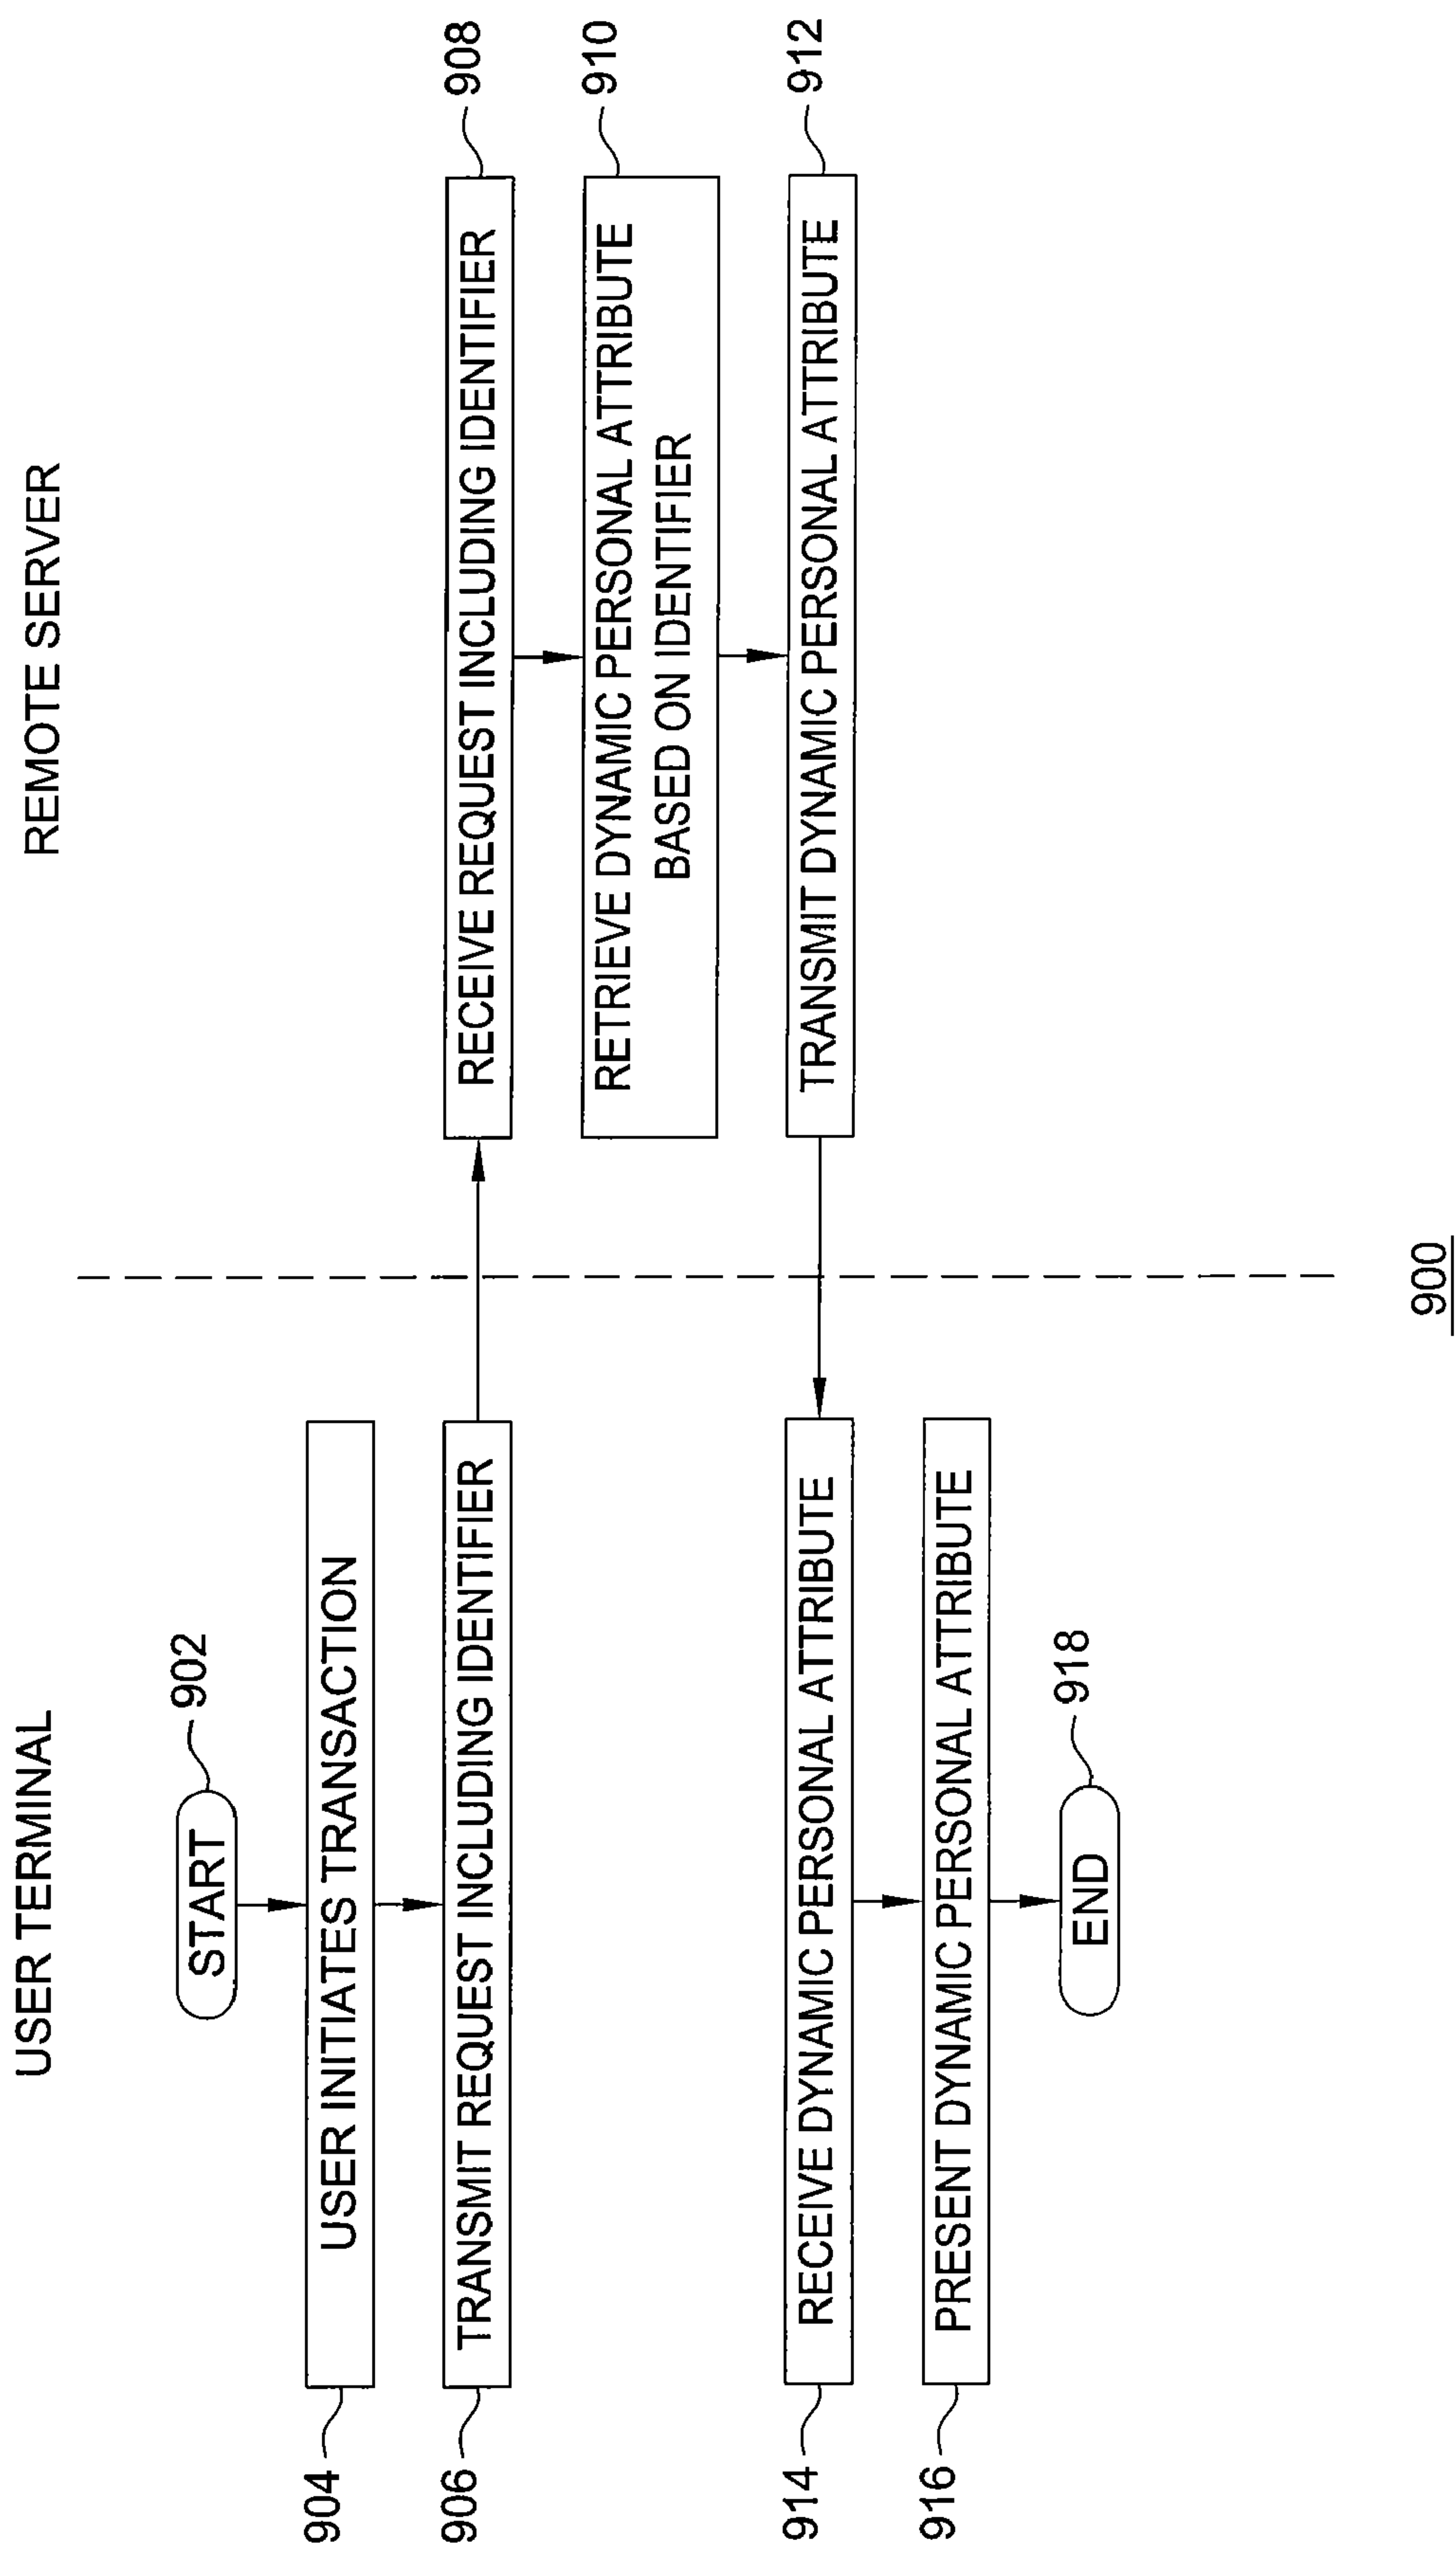 USER TERMINAL
REMOTE SERVER
START
902
904
USER INITIATES TRANSACTION
906
TRANSMIT REQUEST INCLUDING IDENTIFIER
RECEIVE REQUEST INCLUDING IDENTIFIER
908
RETRIEVE DYNAMIC PERSONAL ATTRIBUTE
BASED ON IDENTIFIER
910
TRANSMIT DYNAMIC PERSONAL ATTRIBUTE
912
914
RECEIVE DYNAMIC PERSONAL ATTRIBUTE
916
PRESENT DYNAMIC PERSONAL ATTRIBUTE
END
918
900